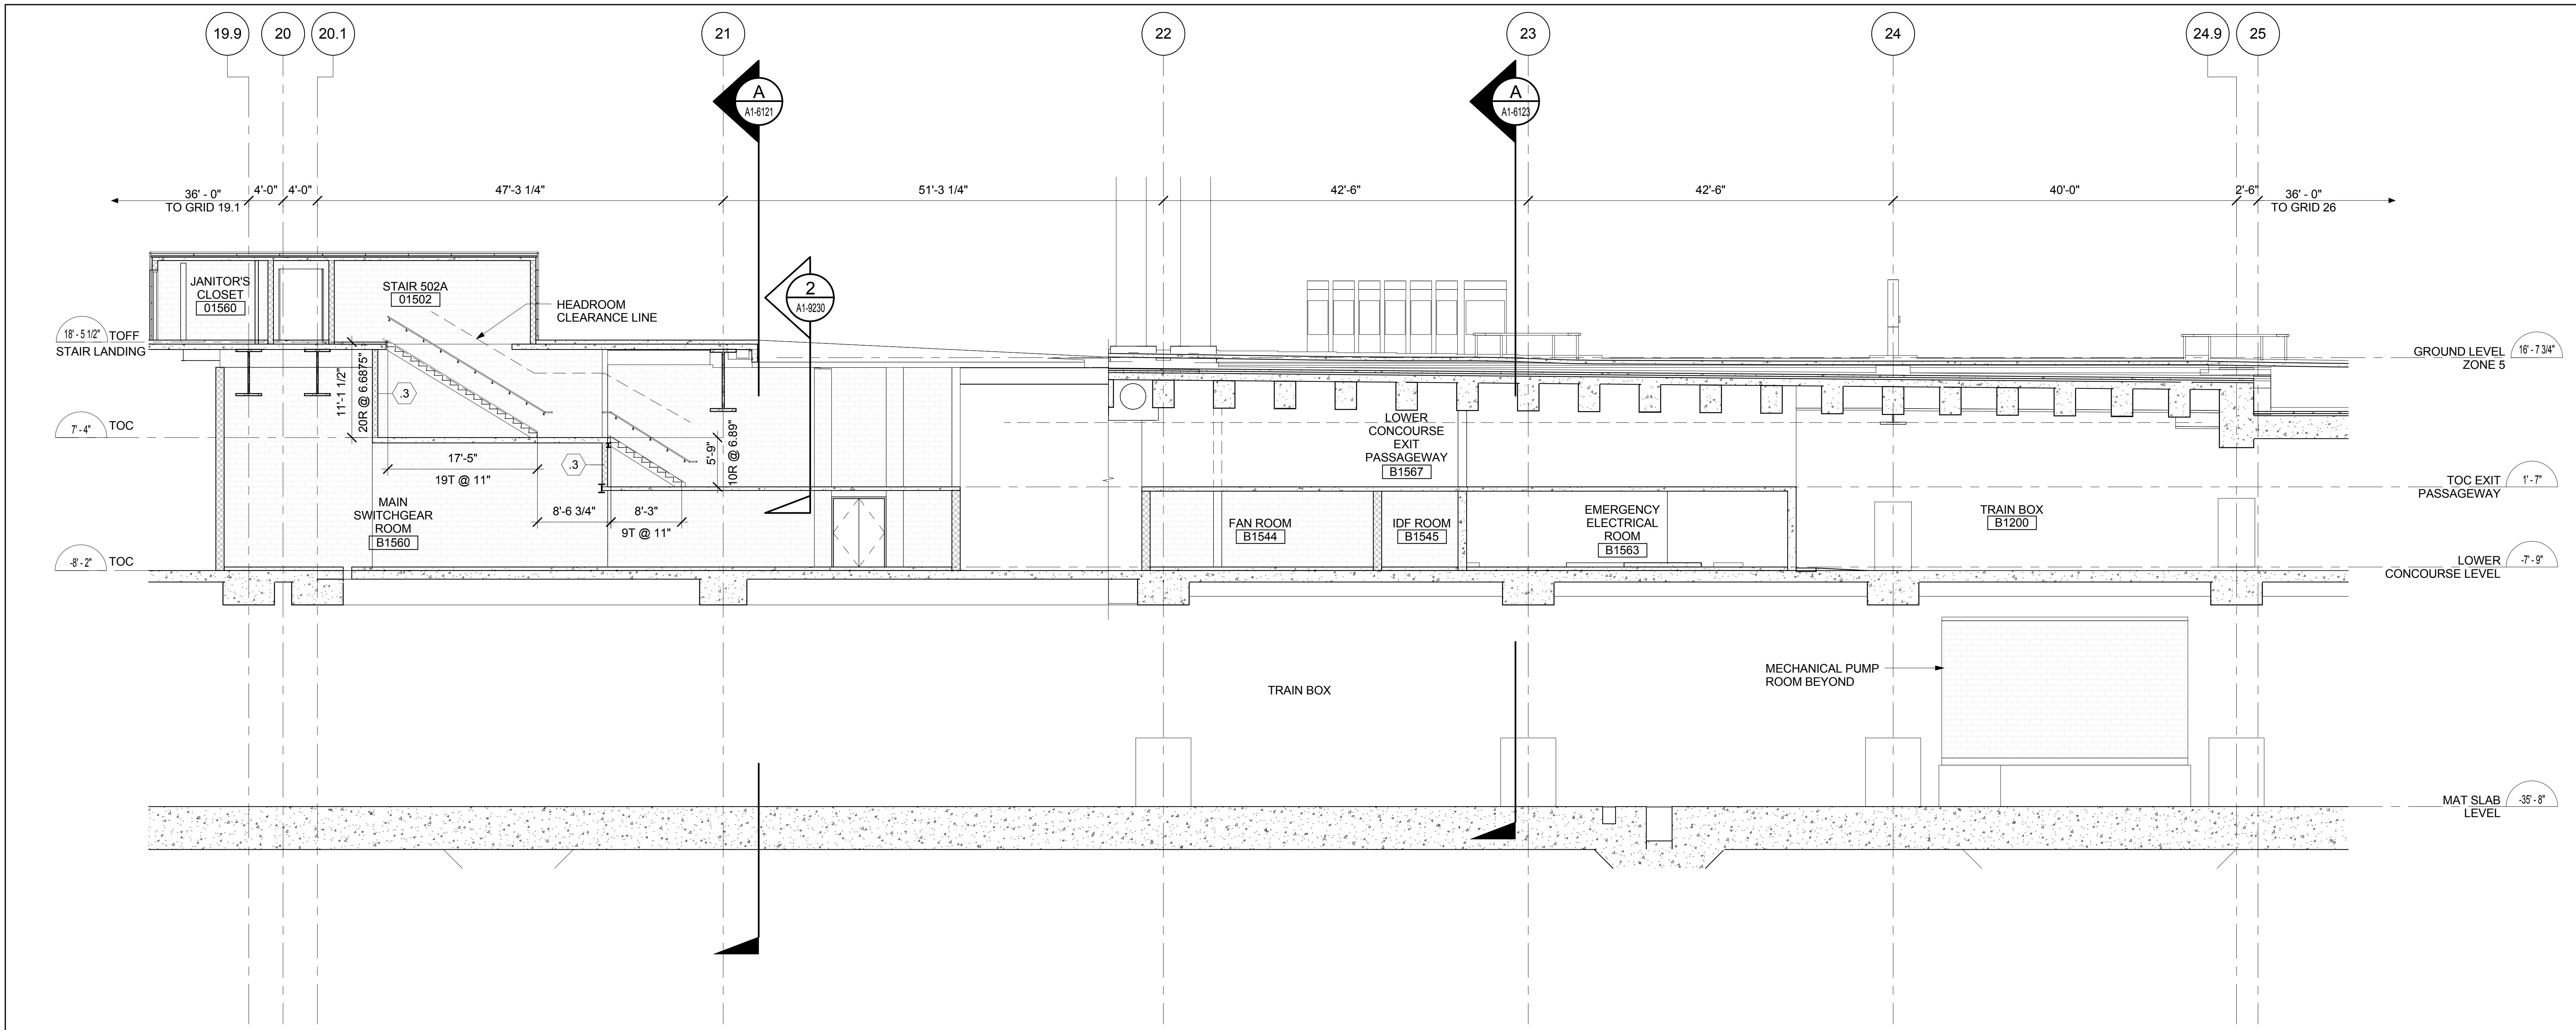 19.9 20 20.1 21 22 23 24 24.9 25
A
A1-6121
A
A1-6123
36' - 0"
TO GRID 19.1
4'-0" 4'-0" 47'-3 1/4" 51'-3 1/4" 42'-6" 42'-6" 40'-0" 2'-6"
36' - 0"
TO GRID 26
2
A1-9230
JANITOR'S
CLOSET
01560
STAIR 502A
01502
HEADROOM
CLEARANCE LINE
18' - 5 1/2" TOFF
STAIR LANDING
GROUND LEVEL
ZONE 5
16' - 7 3/4"
11'-1 1/2"
20R @ 6.6875"
.3
7' - 4" TOC
LOWER
CONCOURSE
EXIT
PASSAGEWAY
B1567
5'-9"
10R @ 6.89"
17'-5"
19T @ 11"
.3
TOC EXIT
PASSAGEWAY
1' - 7"
MAIN
SWITCHGEAR
ROOM
B1560
8'-6 3/4" 8'-3"
9T @ 11"
FAN ROOM
B1544
IDF ROOM
B1545
EMERGENCY
ELECTRICAL
ROOM
B1563
TRAIN BOX
B1200
-8' - 2" TOC
LOWER
CONCOURSE LEVEL
-7' - 9"
TRAIN BOX
MECHANICAL PUMP
ROOM BEYOND
MAT SLAB
LEVEL
-35' - 8"